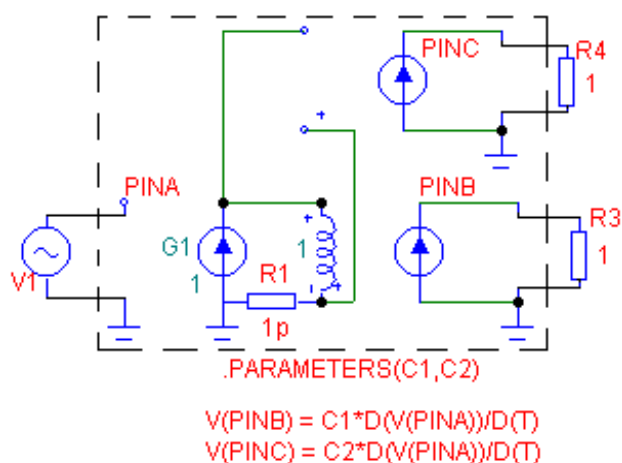 PINC
R4
1
PINA
PINB
V1
G1
1
1
R1
1p
R3
1
.PARAMETERS(C1,C2)
V(PINB) = C1*D(V(PINA))/D(T)
V(PINC) = C2*D(V(PINA))/D(T)